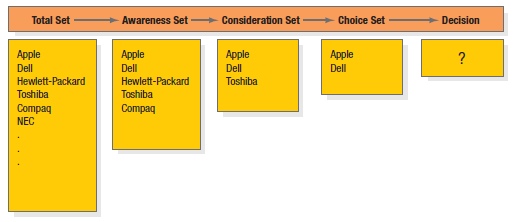 Total Set Awareness Set Consideration Set Choice Set Decision
Apple
Dell
Hewlett-Packard
Toshiba
Compaq
NEC
.
.
.
Apple
Dell
Hewlett-Packard
Toshiba
Compaq
Apple
Dell
Toshiba
Apple
Dell
?